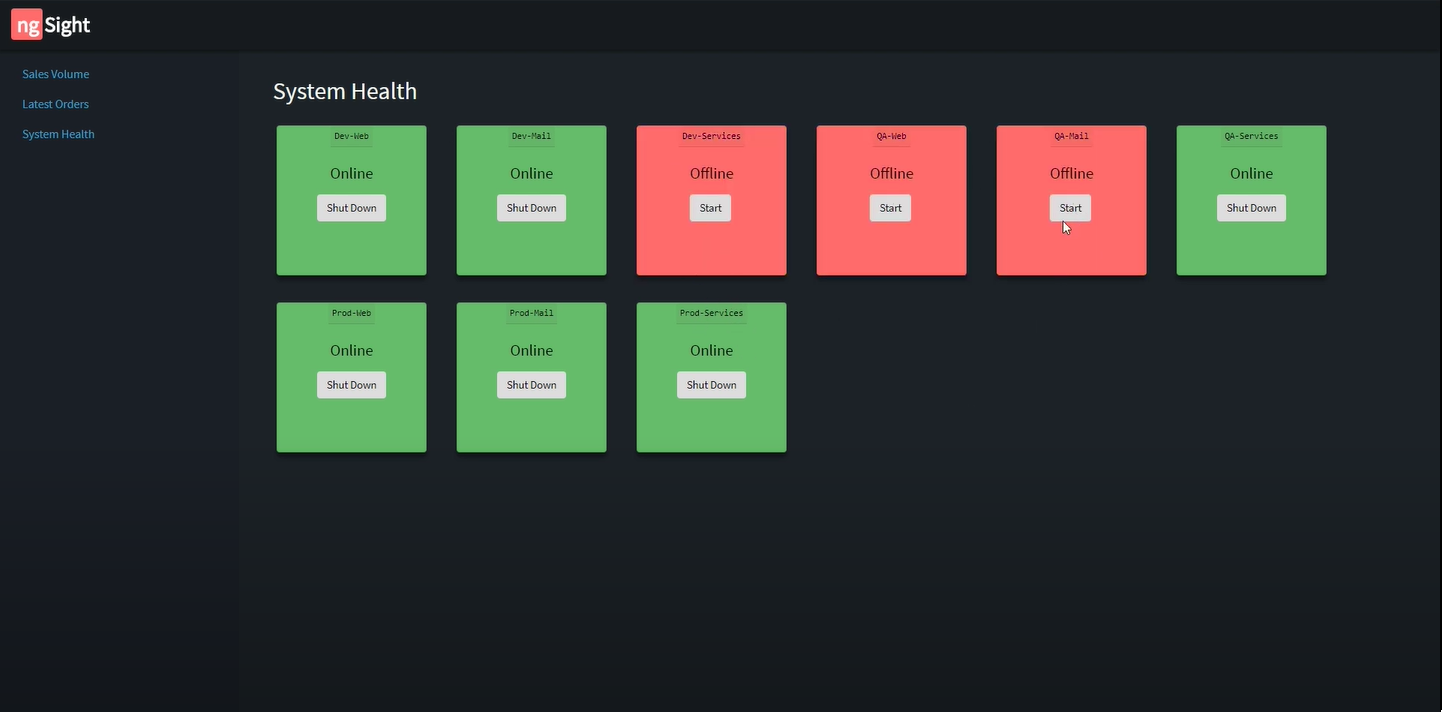 ng Sight
Sales Volume
Latest Orders
System Health
System Health
Dev-Web
Online
Shut Down
Dev-Mail
Online
Shut Down
Dev-Services
Offline
Start
QA-Web
Offline
Start
QA-Mail
Offline
Start
QA-Services
Online
Shut Down
Prod-Web
Online
Shut Down
Prod-Mail
Online
Shut Down
Prod-Services
Online
Shut Down